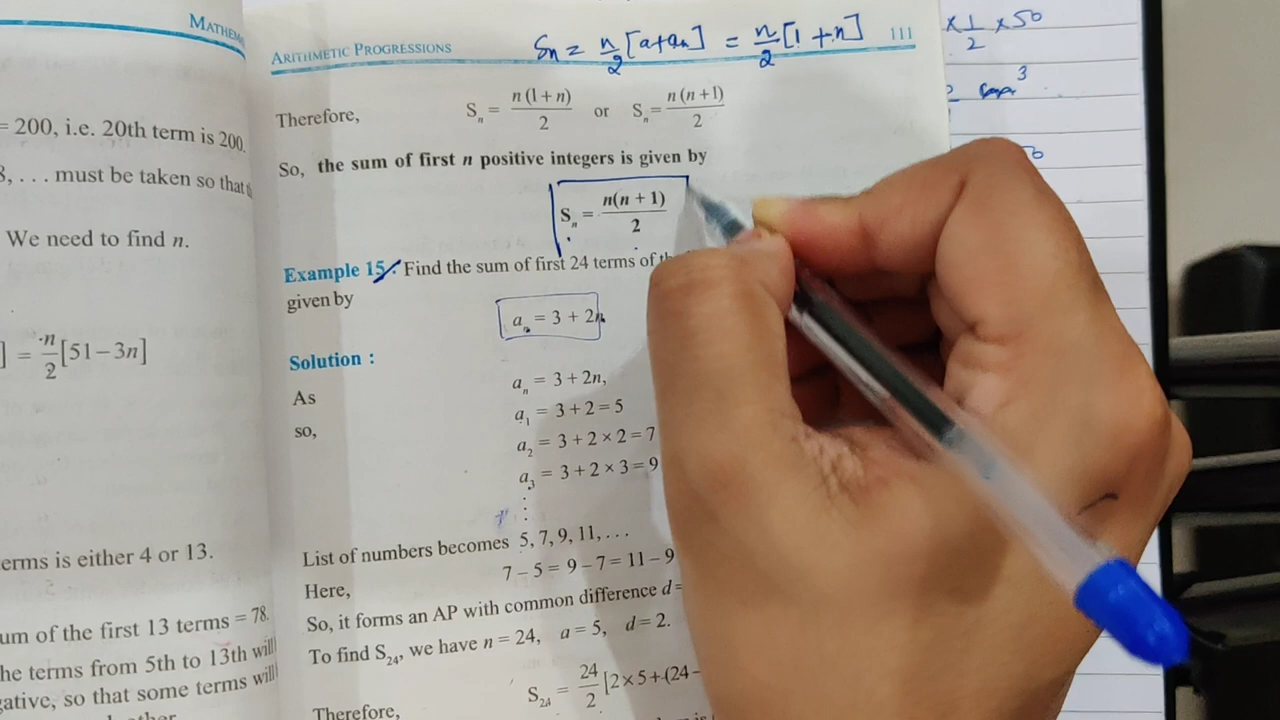 MATHE
= 200, i.e. 20th term is 200.
8, . . . must be taken so that
We need to find n.
] = n/2 [51 – 3n]
erms is either 4 or 13.
um of the first 13 terms = 78.
he terms from 5th to 13th will
gative, so that some terms will
ARITHMETIC PROGRESSIONS
Sn = n/2 [a+an] = n/2 [1+n]
111
Therefore, Sn = n (1 + n)/2 or Sn = n (n + 1)/2
So, the sum of first n positive integers is given by
Sn = n(n + 1)/2
Example 15 : Find the sum of first 24 terms of
given by
an = 3 + 2n
Solution :
As an = 3 + 2n,
so, a1 = 3 + 2 = 5
a2 = 3 + 2 × 2 = 7
a3 = 3 + 2 × 3 = 9
⋮
List of numbers becomes 5, 7, 9, 11, . . .
Here, 7 – 5 = 9 – 7 = 11 – 9
So, it forms an AP with common difference d =
To find S24, we have n = 24, a = 5, d = 2.
Therefore, S24 = 24/2 [2 × 5 + (24 –
× 1/2 × 50